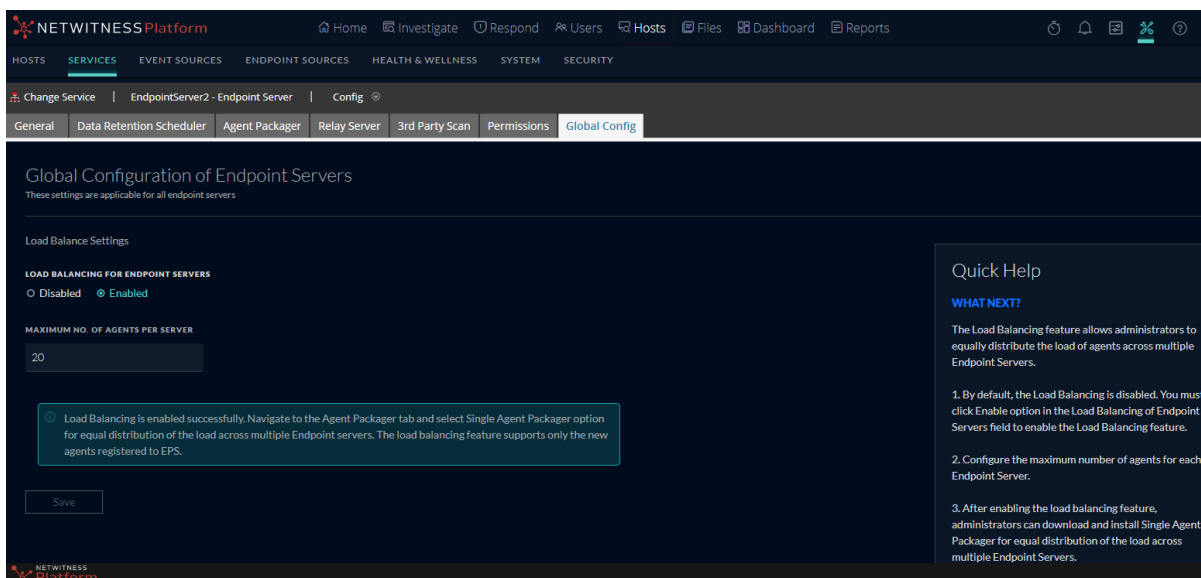 NETWITNESS Platform
Home Investigate Respond Users Hosts Files Dashboard Reports
HOSTS SERVICES EVENT SOURCES ENDPOINT SOURCES HEALTH & WELLNESS SYSTEM SECURITY
Change Service | EndpointServer2 - Endpoint Server | Config
General Data Retention Scheduler Agent Packager Relay Server 3rd Party Scan Permissions Global Config
Global Configuration of Endpoint Servers
These settings are applicable for all endpoint servers
Load Balance Settings
LOAD BALANCING FOR ENDPOINT SERVERS
Disabled Enabled
MAXIMUM NO. OF AGENTS PER SERVER
20
Load Balancing is enabled successfully. Navigate to the Agent Packager tab and select Single Agent Packager option
for equal distribution of the load across multiple Endpoint servers. The load balancing feature supports only the new
agents registered to EPS.
Save
Quick Help
WHAT NEXT?
The Load Balancing feature allows administrators to
equally distribute the load of agents across multiple
Endpoint Servers.
1. By default, the Load Balancing is disabled. You must
click Enable option in the Load Balancing of Endpoint
Servers field to enable the Load Balancing feature.
2. Configure the maximum number of agents for each
Endpoint Server.
3. After enabling the load balancing feature,
administrators can download and install Single Agent
Packager for equal distribution of the load across
multiple Endpoint Servers.
NETWITNESS
Platform